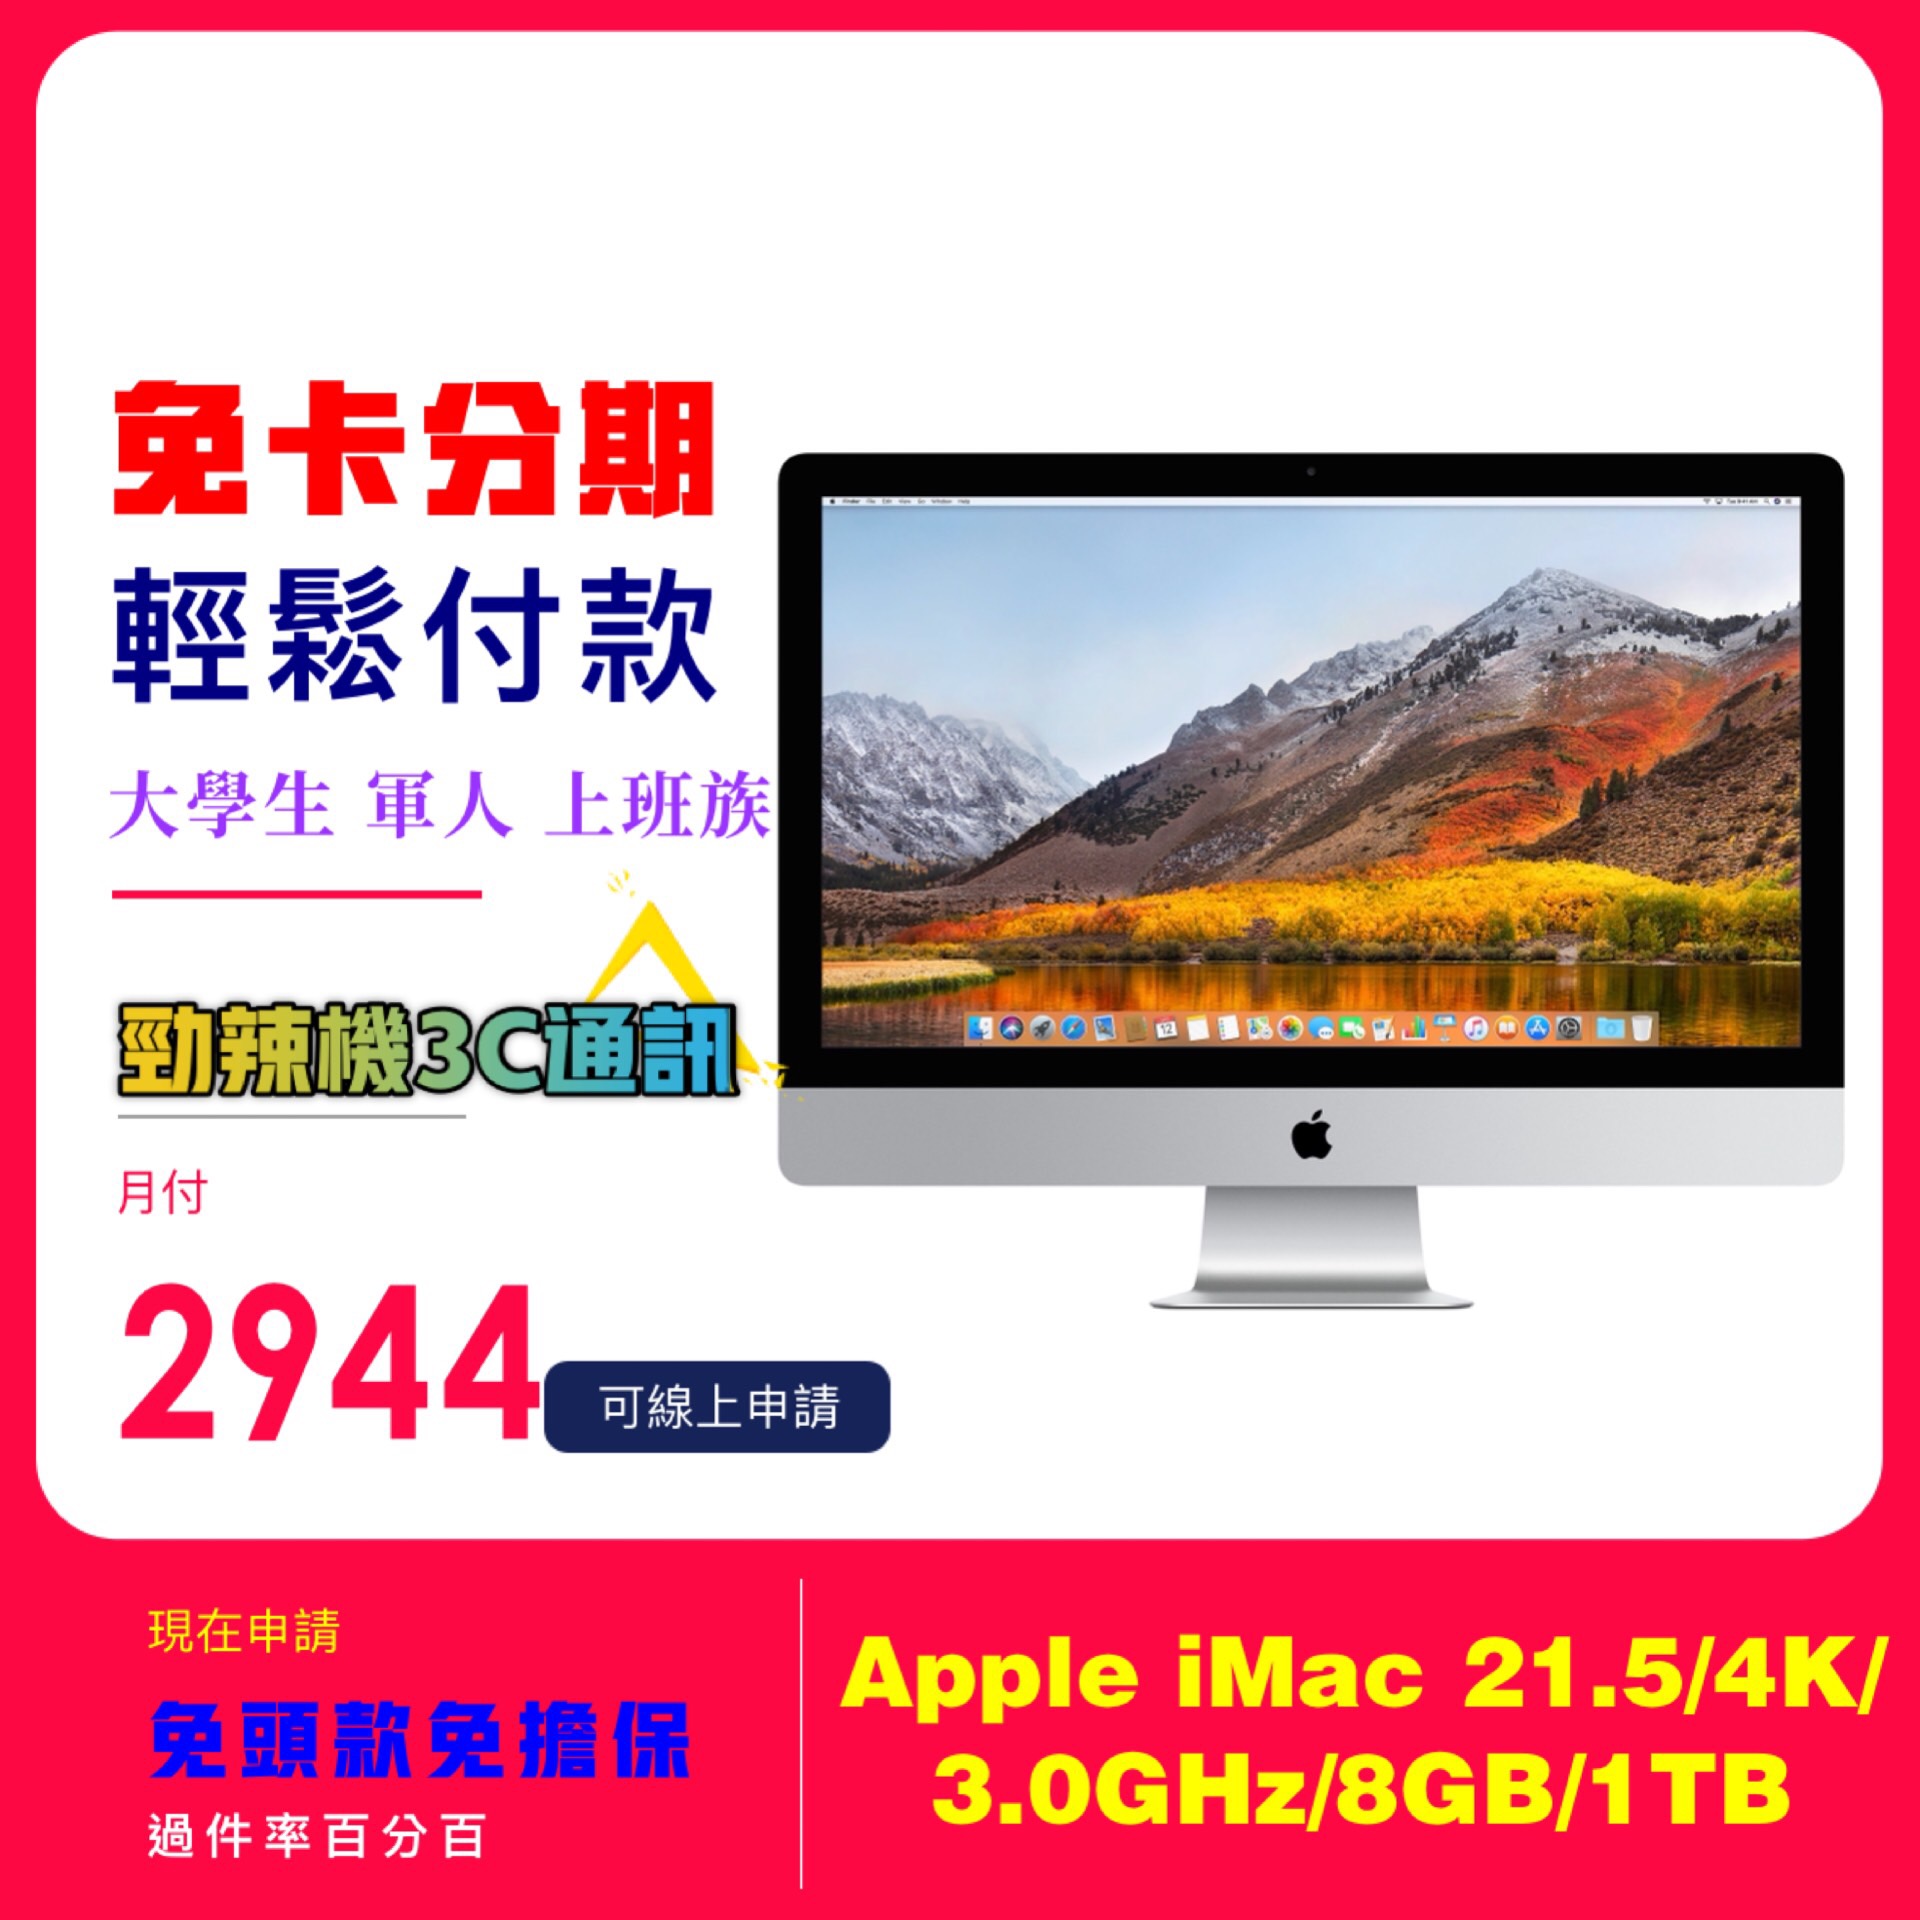 免卡分期
輕鬆付款
大學生 軍人 上班族
勁辣機3C通訊
月付
2944
可線上申請
現在申請
免頭款免擔保
過件率百分百
Apple iMac 21.5/4K/
3.0GHz/8GB/1TB